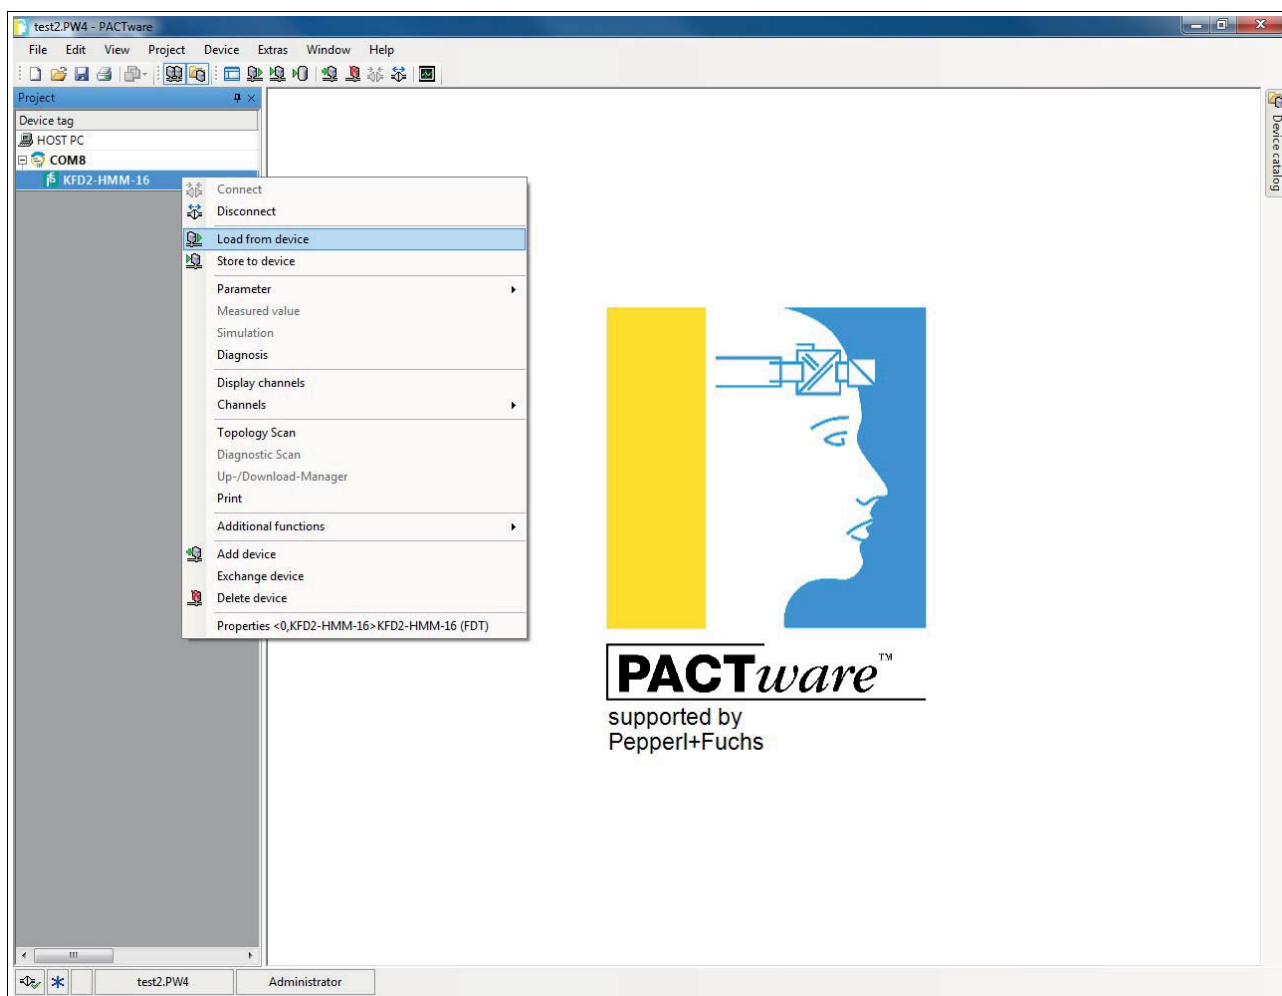 test2.PW4 - PACTware
File Edit View Project Device Extras Window Help
Project
Device tag
HOST PC
COM8
KFD2-HMM-16
Connect
Disconnect
Load from device
Store to device
Parameter
Measured value
Simulation
Diagnosis
Display channels
Channels
Topology Scan
Diagnostic Scan
Up-/Download-Manager
Print
Additional functions
Add device
Exchange device
Delete device
Properties <0,KFD2-HMM-16>KFD2-HMM-16 (FDT)
PACTware™
supported by
Pepperl+Fuchs
Device catalog
test2.PW4 Administrator